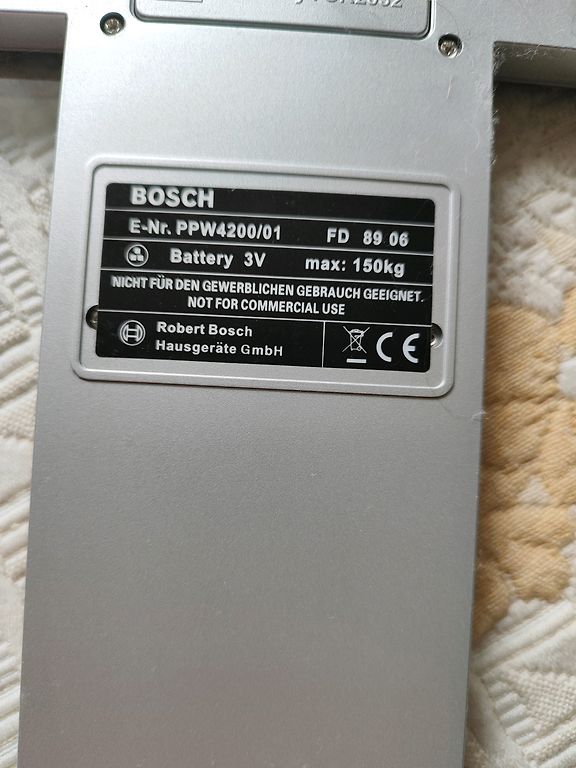 BOSCH
E-Nr. PPW4200/01 FD 89 06
Battery 3V max: 150kg
NICHT FÜR DEN GEWERBLICHEN GEBRAUCH GEEIGNET.
NOT FOR COMMERCIAL USE
Robert Bosch
Hausgeräte GmbH
CE